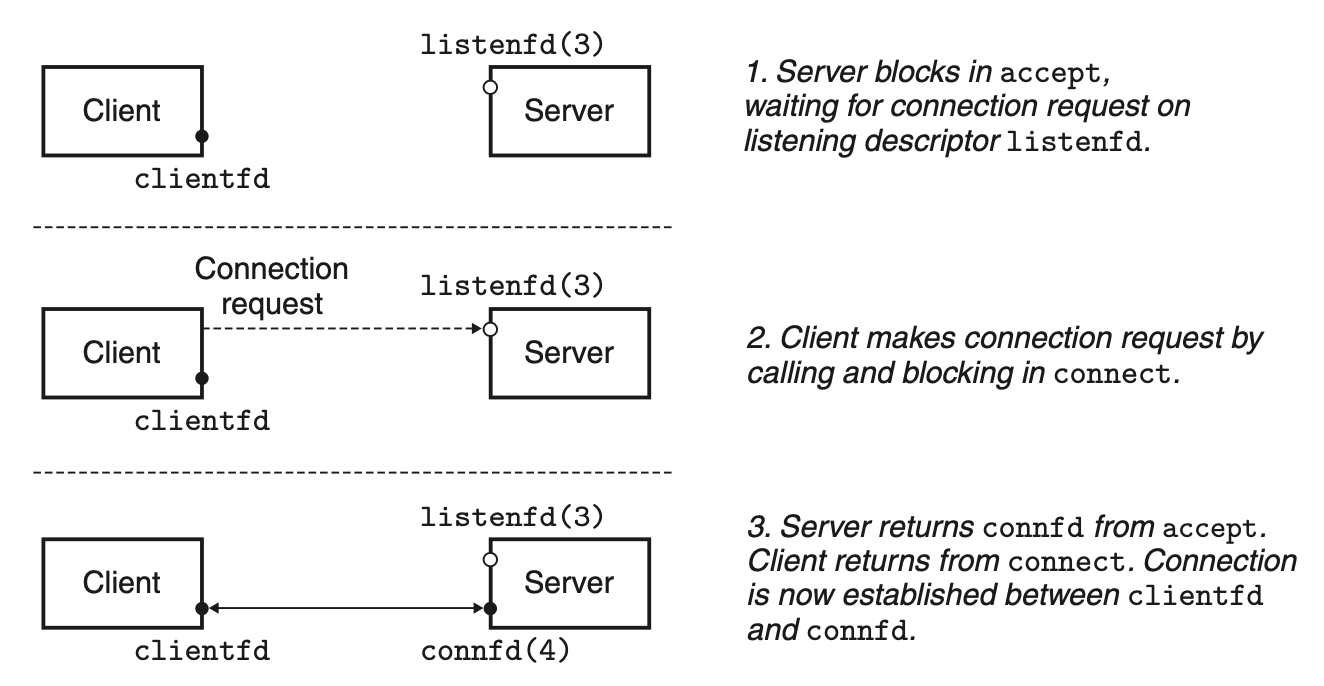 listenfd(3)
Client
Server
clientfd
1. Server blocks in accept,
waiting for connection request on
listening descriptor listenfd.
Connection
request
listenfd(3)
Client
Server
clientfd
2. Client makes connection request by
calling and blocking in connect.
listenfd(3)
Client
Server
clientfd
connfd(4)
3. Server returns connfd from accept.
Client returns from connect. Connection
is now established between clientfd
and connfd.